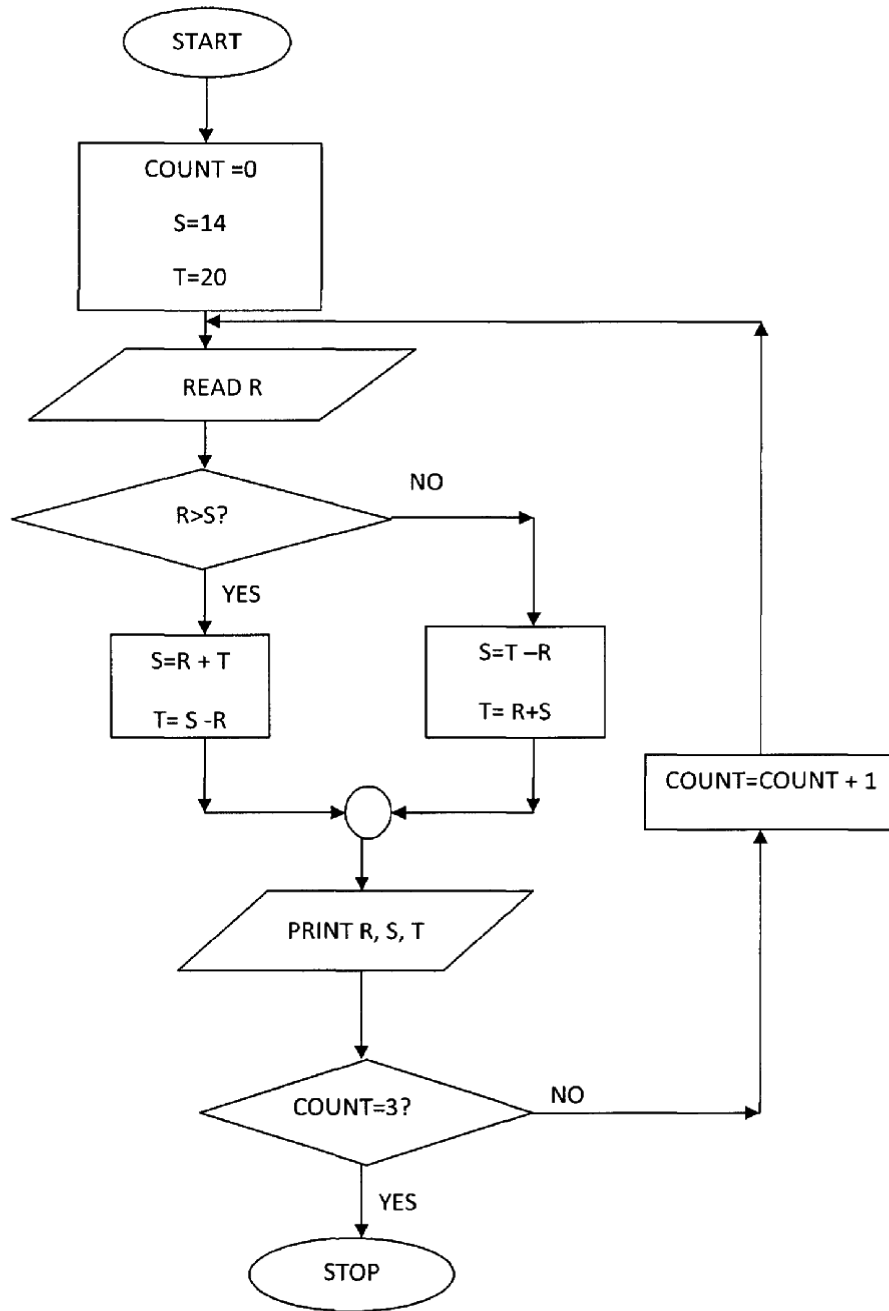 START
COUNT =0
S=14
T=20
READ R
R>S?
NO
YES
S=R + T
T= S -R
S=T –R
T= R+S
COUNT=COUNT + 1
PRINT R, S, T
COUNT=3?
NO
YES
STOP